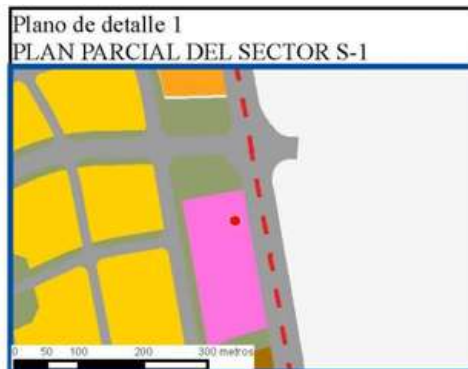 Plano de detalle 1
PLAN PARCIAL DEL SECTOR S-1
0 50 100 200 300 metros